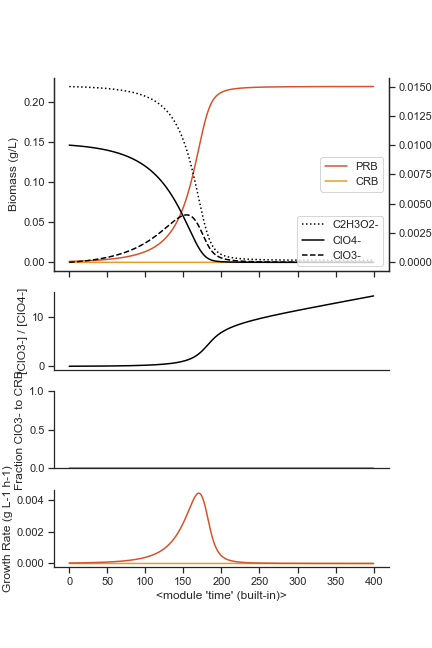 Biomass (g/L)
0.20
0.15
0.10
0.05
0.00
0.0150
0.0125
0.0100
0.0075
0.0050
0.0025
0.0000
PRB
CRB
C2H3O2-
ClO4-
ClO3-
[ClO3-] / [ClO4-]
10
0
Fraction ClO3- to CRB
1.0
0.5
0.0
Growth Rate (g L-1 h-1)
0.004
0.002
0.000
0 50 100 150 200 250 300 350 400
<module 'time' (built-in)>